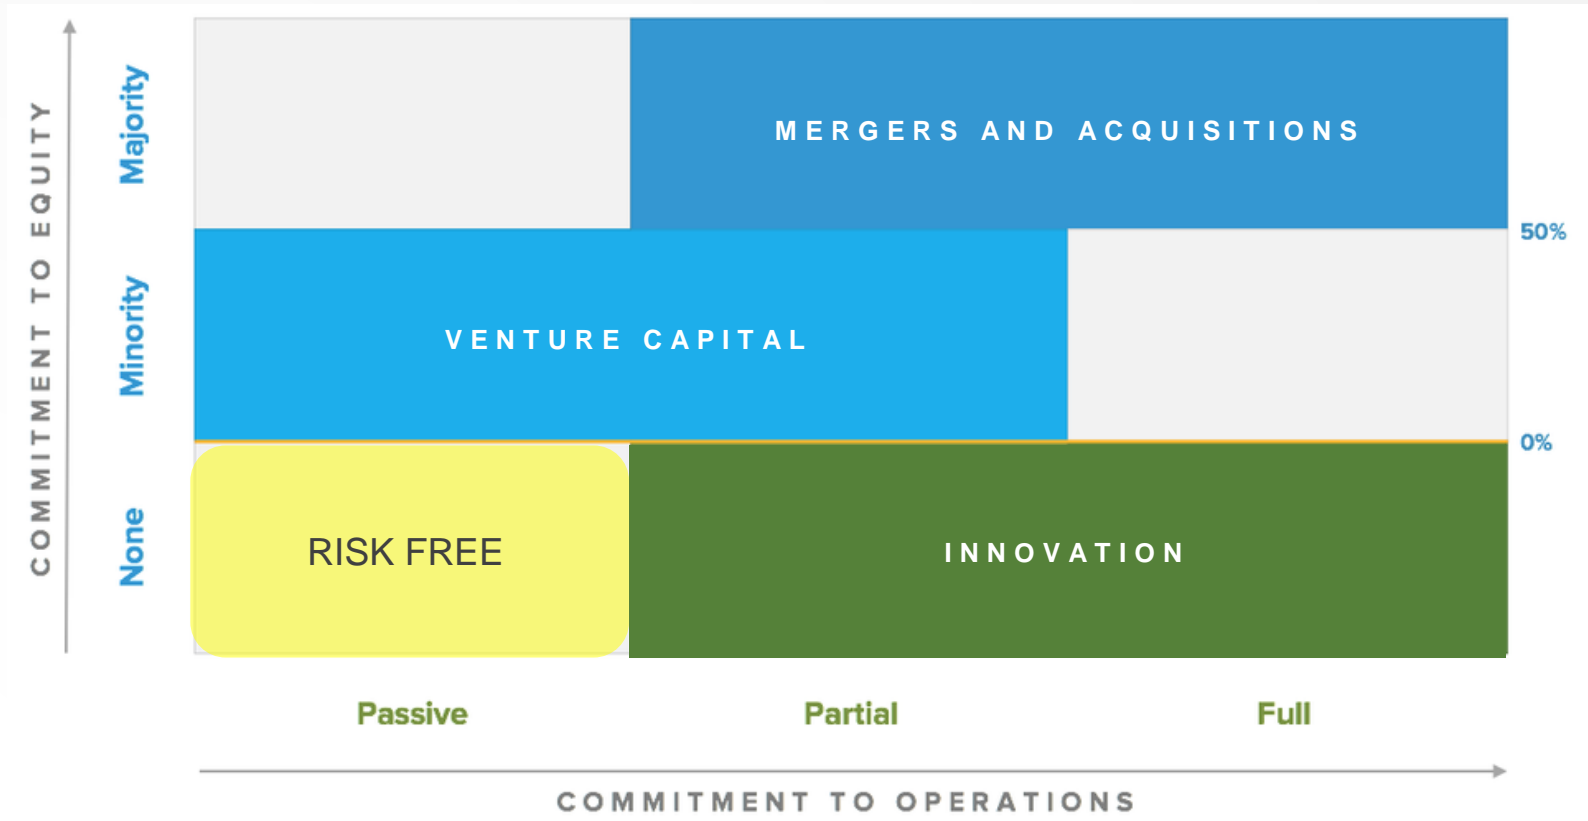 COMMITMENT TO EQUITY
Majority
MERGERS AND ACQUISITIONS
50%
Minority
VENTURE CAPITAL
0%
None
RISK FREE
INNOVATION
Passive
Partial
Full
COMMITMENT TO OPERATIONS